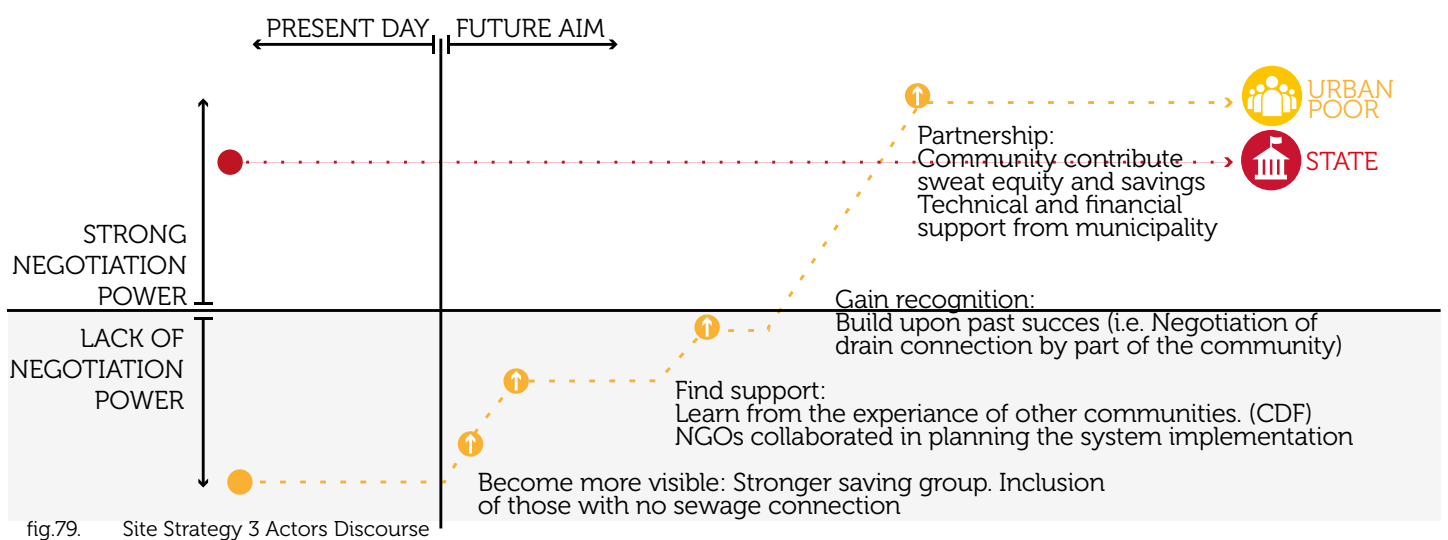 PRESENT DAY
FUTURE AIM
URBAN
POOR
STATE
Partnership:
Community contribute
sweat equity and savings
Technical and financial
support from municipality
STRONG
NEGOTIATION
POWER
LACK OF
NEGOTIATION
POWER
Gain recognition:
Build upon past succes (i.e. Negotiation of
drain connection by part of the community)
Find support:
Learn from the experiance of other communities. (CDF)
NGOs collaborated in planning the system implementation
Become more visible: Stronger saving group. Inclusion
of those with no sewage connection
fig.79. Site Strategy 3 Actors Discourse